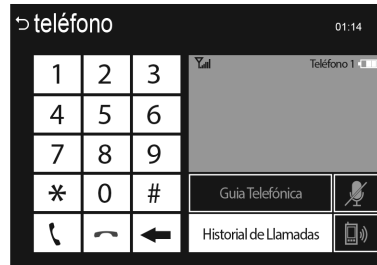 teléfono
01:14
1 2 3
Teléfono 1
4 5 6
7 8 9
* 0 #
Guia Telefónica
Historial de Llamadas